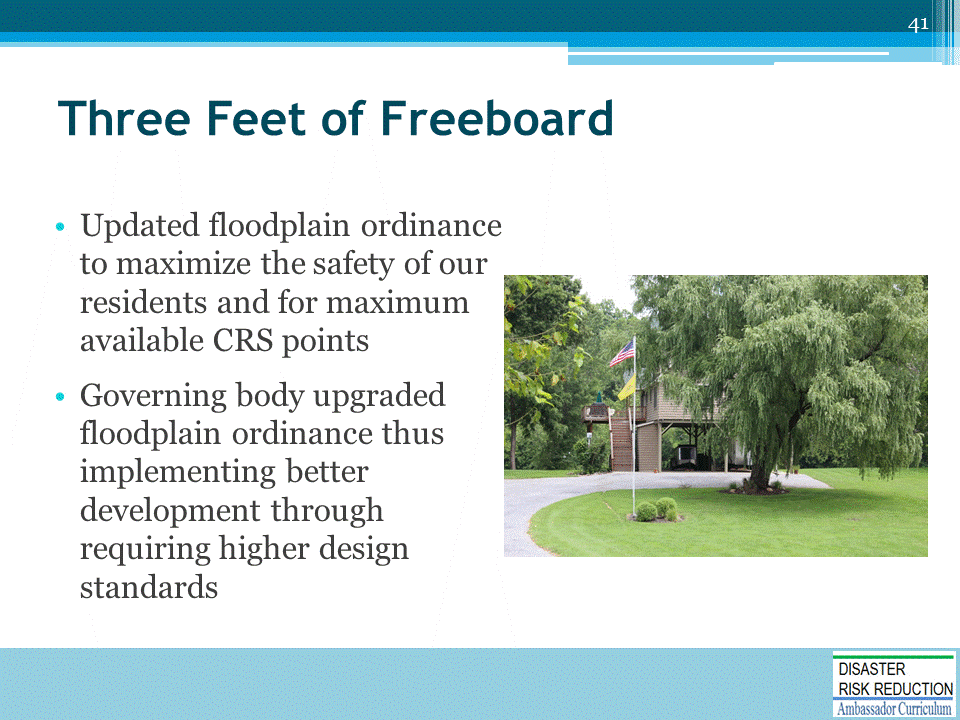 41
Three Feet of Freeboard
• Updated floodplain ordinance
to maximize the safety of our
residents and for maximum
available CRS points
• Governing body upgraded
floodplain ordinance thus
implementing better
development through
requiring higher design
standards
DISASTER
RISK REDUCTION
Ambassador Curriculum